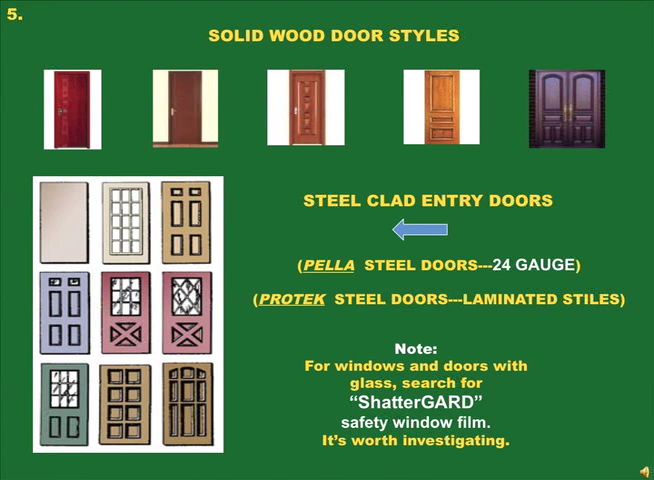 5.
SOLID WOOD DOOR STYLES
STEEL CLAD ENTRY DOORS
(PELLA STEEL DOORS---24 GAUGE)
(PROTEK STEEL DOORS---LAMINATED STILES)
Note:
For windows and doors with
glass, search for
“ShatterGARD”
safety window film.
It’s worth investigating.